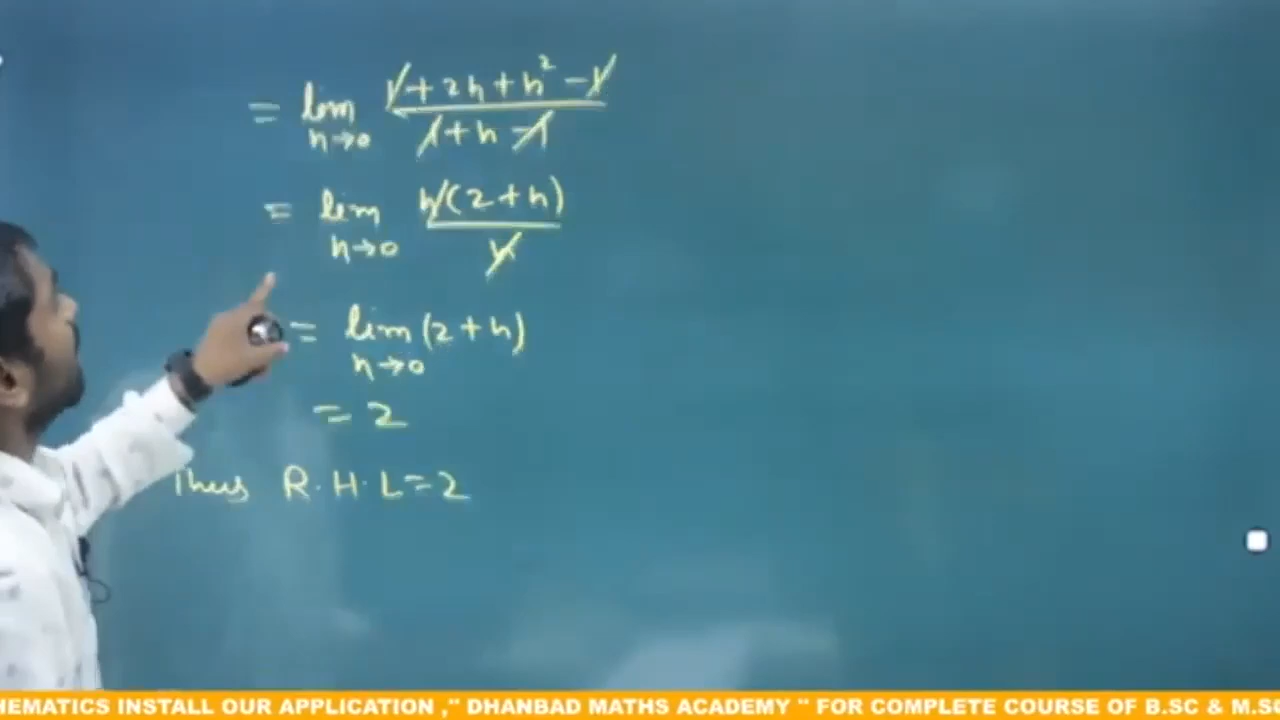 = lim 1+2h+h²-1
h→0 1+h-1
= lim h(2+h)
h→0 h
= lim (2+h)
h→0
= 2
Thus R.H.L=2
HEMATICS INSTALL OUR APPLICATION ," DHANBAD MATHS ACADEMY " FOR COMPLETE COURSE OF B.SC & M.SC